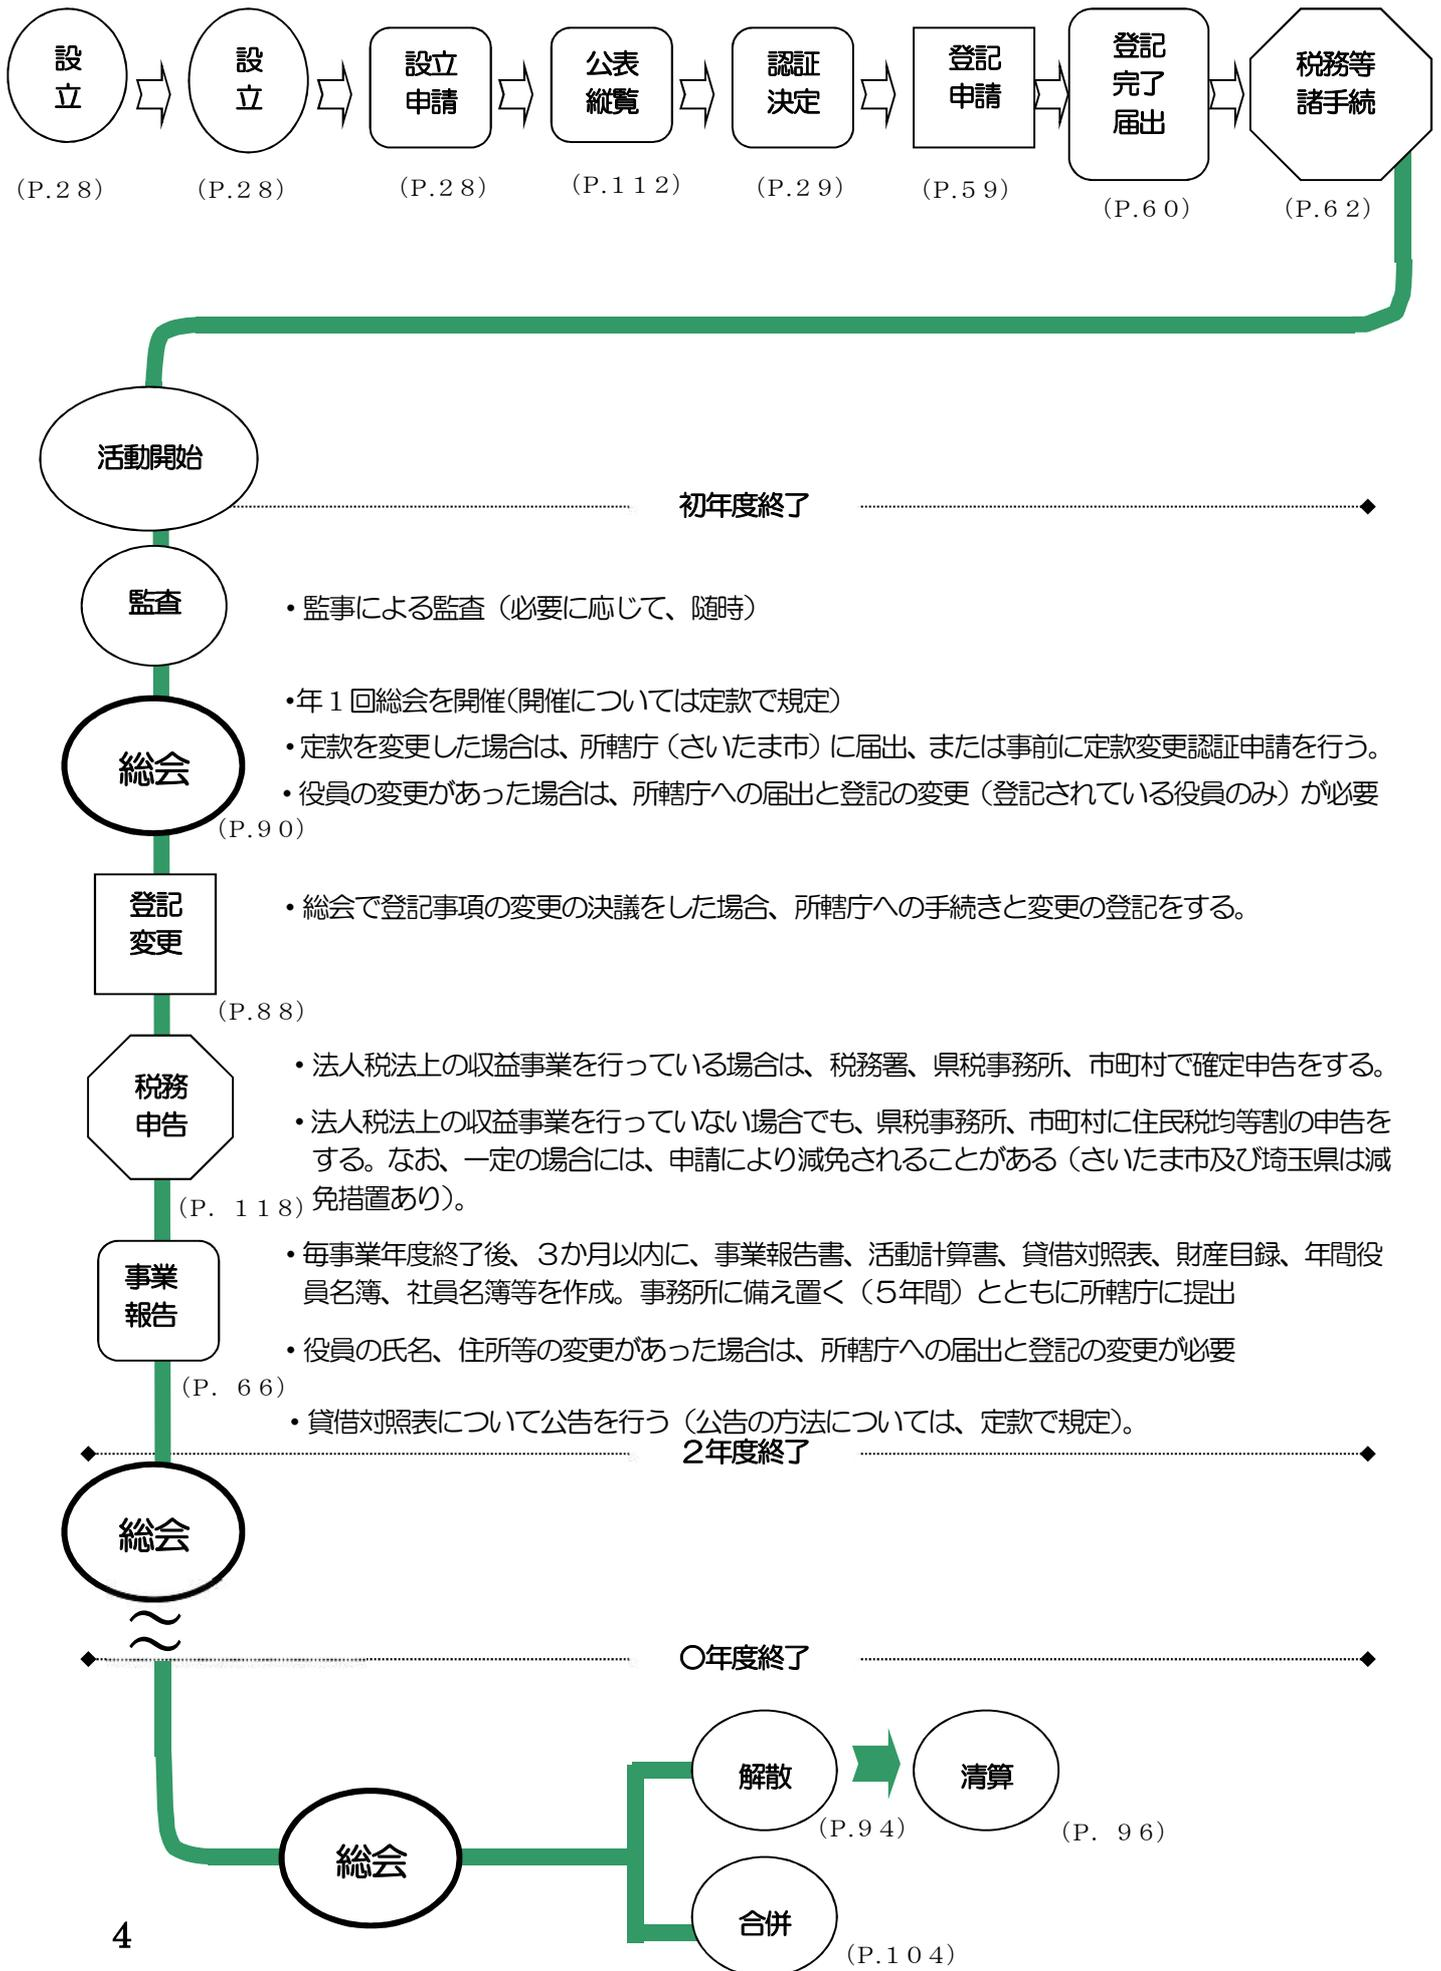 設
立
設
立
設立
申請
公表
縦覧
認証
決定
登記
申請
登記
完了
届出
税務等
諸手続
（P.２８）
（P.２８）
（P.２８）
（P.１１２）
（P.２９）
（P.５９）
（P.６０）
（P.６２）
活動開始
初年度終了
監査
・監事による監査（必要に応じて、随時）
総会
・年１回総会を開催（開催については定款で規定）
・定款を変更した場合は、所轄庁（さいたま市）に届出、または事前に定款変更認証申請を行う。
・役員の変更があった場合は、所轄庁への届出と登記の変更（登記されている役員のみ）が必要
（P.９０）
登記
変更
・総会で登記事項の変更の決議をした場合、所轄庁への手続きと変更の登記をする。
（P.８８）
税務
申告
・法人税法上の収益事業を行っている場合は、税務署、県税事務所、市町村で確定申告をする。
・法人税法上の収益事業を行っていない場合でも、県税事務所、市町村に住民税均等割の申告を
する。なお、一定の場合には、申請により減免されることがある（さいたま市及び埼玉県は減
免措置あり）。
（P. １１８）
事業
報告
・毎事業年度終了後、３か月以内に、事業報告書、活動計算書、貸借対照表、財産目録、年間役
員名簿、社員名簿等を作成。事務所に備え置く（５年間）とともに所轄庁に提出
・役員の氏名、住所等の変更があった場合は、所轄庁への届出と登記の変更が必要
（P. ６６）
・貸借対照表について公告を行う（公告の方法については、定款で規定）。
２年度終了
総会
〇年度終了
解散
清算
（P.９４）
（P. ９６）
総会
合併
（P.１０４）
4